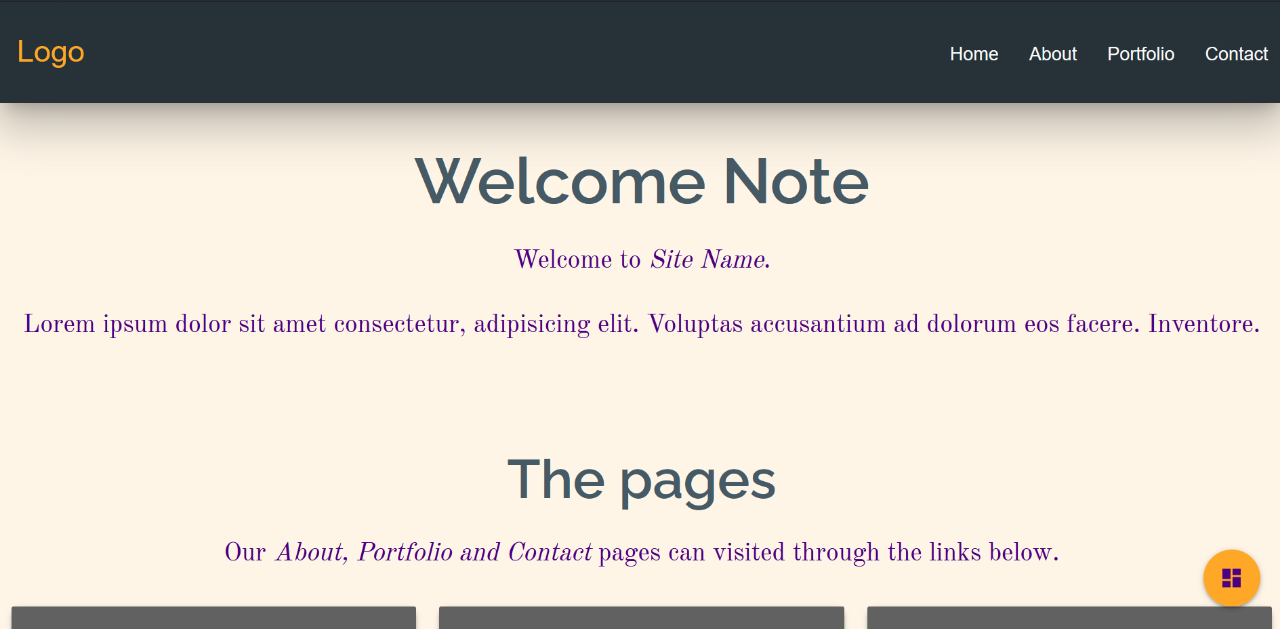 Logo
Home About Portfolio Contact
Welcome Note
Welcome to Site Name.
Lorem ipsum dolor sit amet consectetur, adipisicing elit. Voluptas accusantium ad dolorum eos facere. Inventore.
The pages
Our About, Portfolio and Contact pages can visited through the links below.